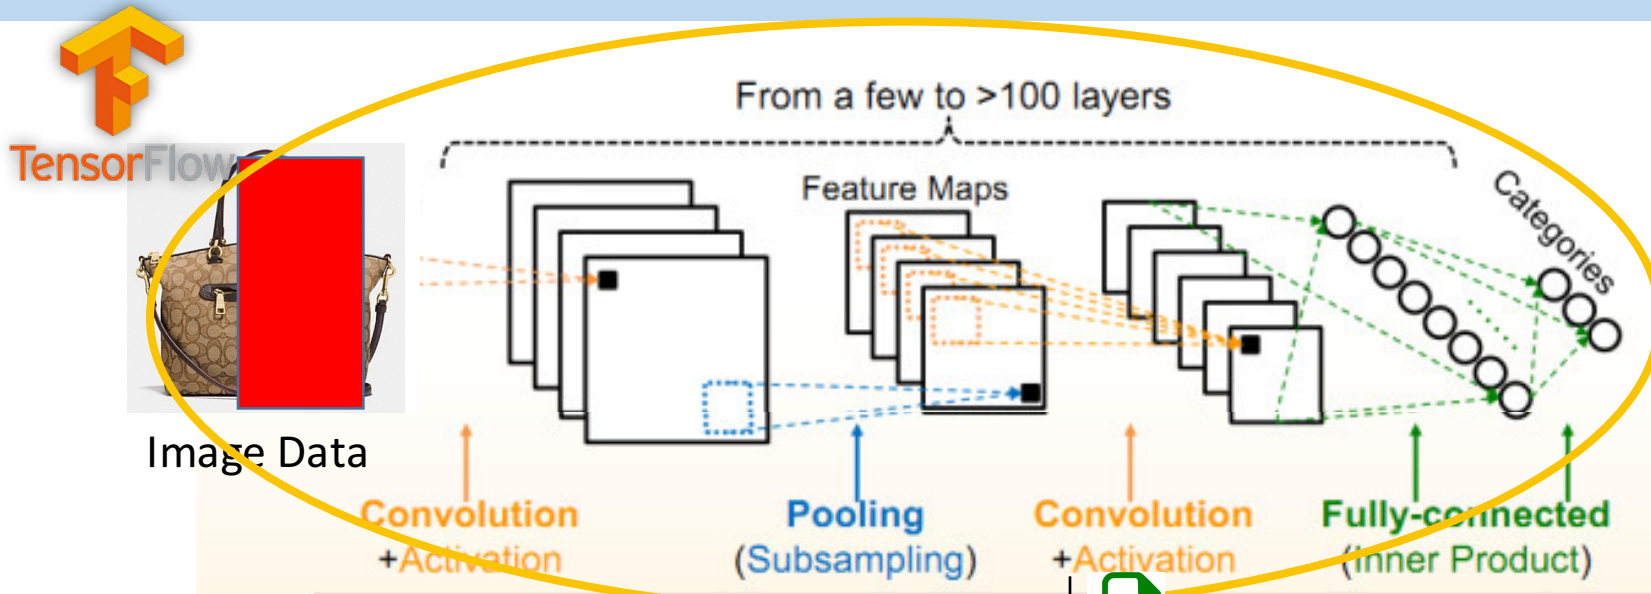 TensorFlow
From a few to >100 layers
Feature Maps
Categories
Image Data
Convolution
+Activation
Pooling
(Subsampling)
Convolution
+Activation
Fully-connected
(Inner Product)